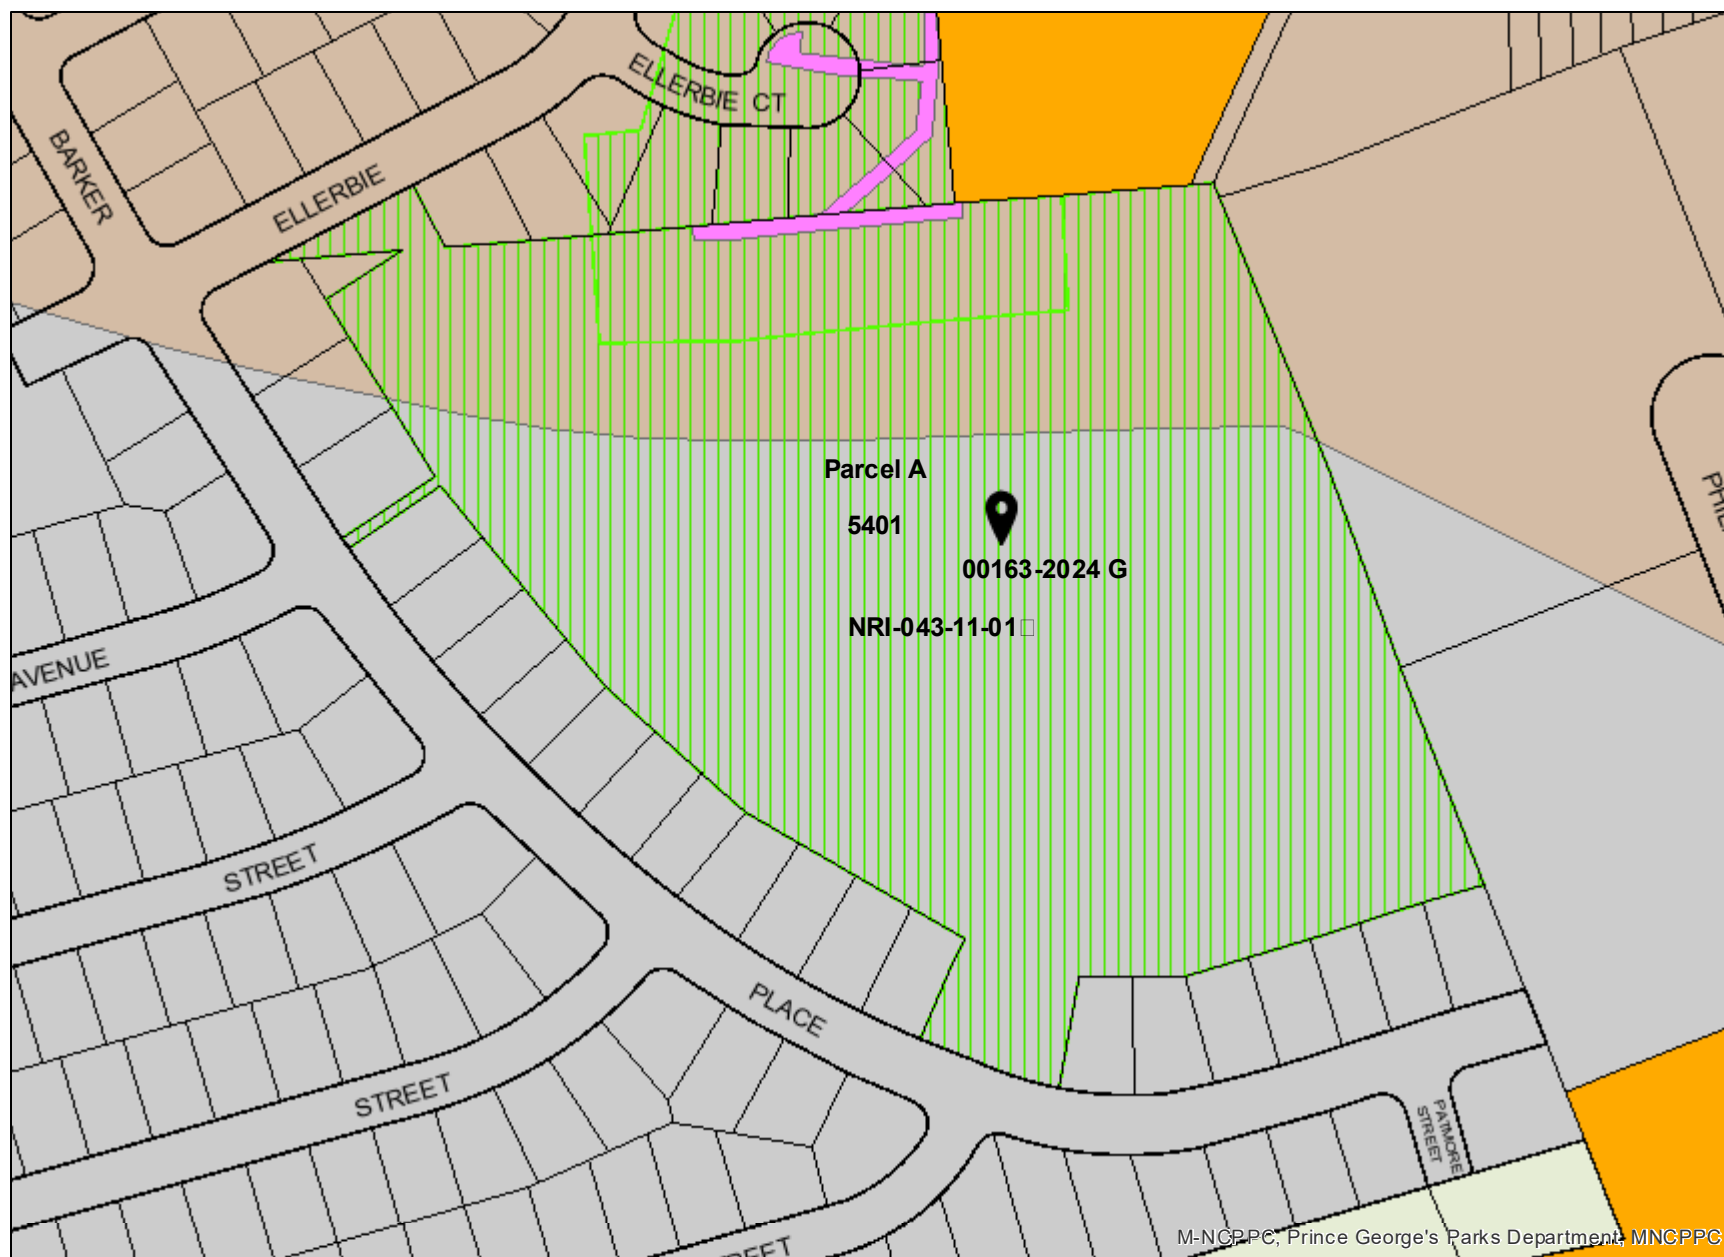 ELLERBIE CT
BARKER
ELLERBIE
Parcel A
5401
00163-2024 G
NRI-043-11-01
AVENUE
STREET
PLACE
STREET
PATMORE
STREET
M-NCPPC, Prince George's Parks Department, MNCPPC